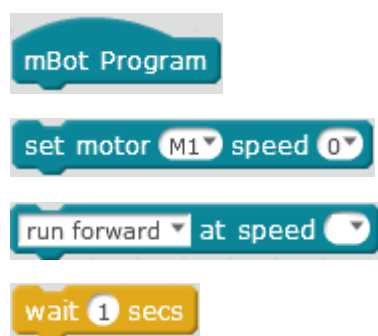 mBot Program
set motor M1 speed 0
run forward at speed
wait 1 secs